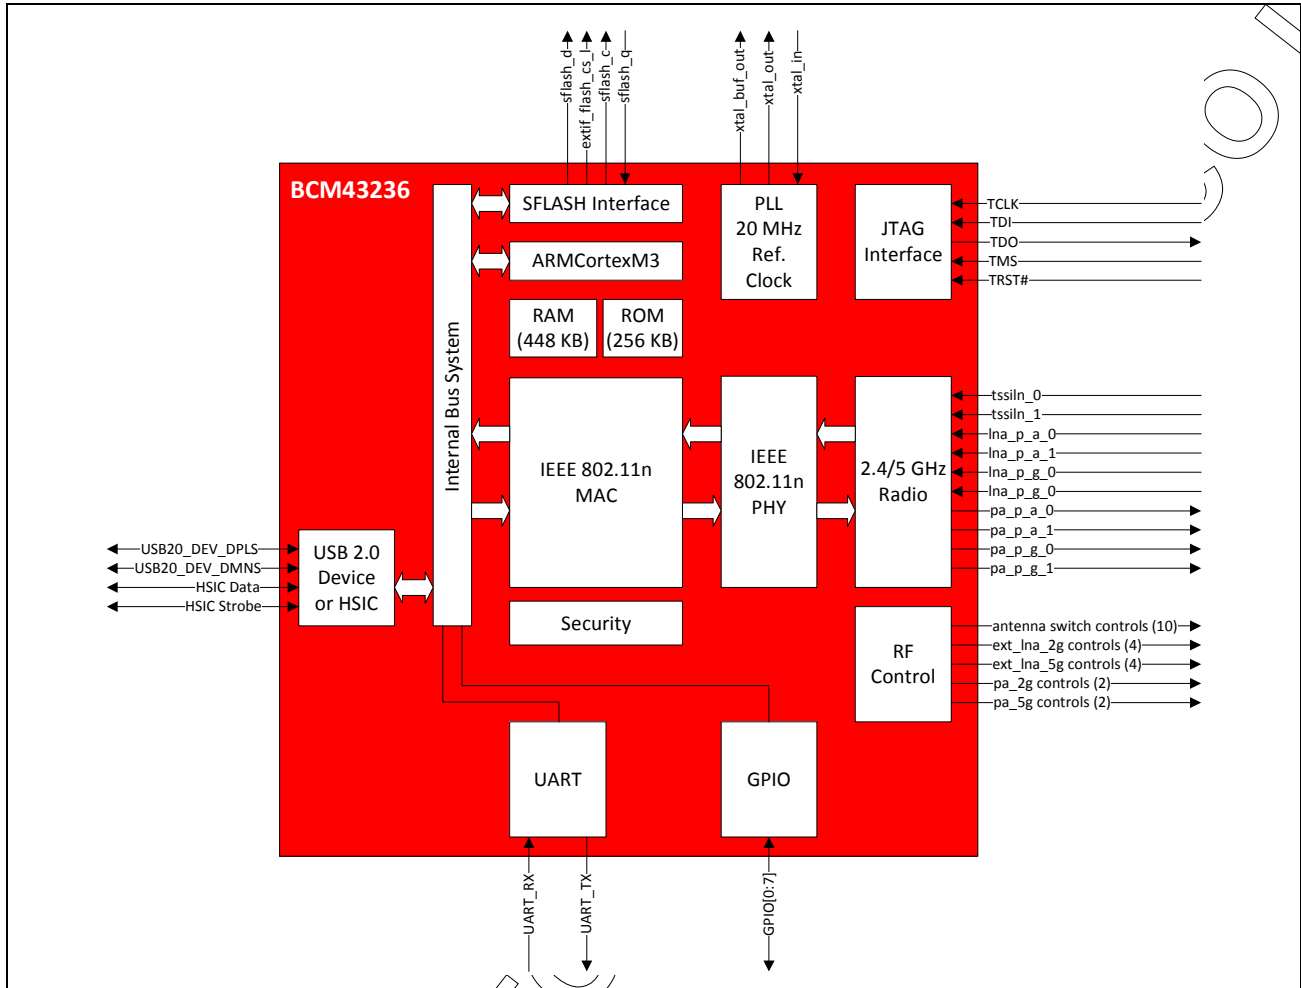 sflash_d
extif_flash_cs_l
sflash_c
sflash_q
xtal_buf_out
xtal_out
xtal_in
BCM43236
SFLASH Interface
PLL
20 MHz
Ref.
Clock
JTAG
Interface
TCLK
TDI
TDO
TMS
TRST#
ARMCortexM3
RAM
(448 KB)
ROM
(256 KB)
Internal Bus System
IEEE 802.11n
MAC
IEEE
802.11n
PHY
2.4/5 GHz
Radio
tssiln_0
tssiln_1
lna_p_a_0
lna_p_a_1
lna_p_g_0
lna_p_g_0
pa_p_a_0
pa_p_a_1
pa_p_g_0
pa_p_g_1
USB20_DEV_DPLS
USB20_DEV_DMNS
HSIC Data
HSIC Strobe
USB 2.0
Device
or HSIC
Security
RF
Control
antenna switch controls (10)
ext_lna_2g controls (4)
ext_lna_5g controls (4)
pa_2g controls (2)
pa_5g controls (2)
UART
GPIO
UART_RX
UART_TX
GPIO[0:7]